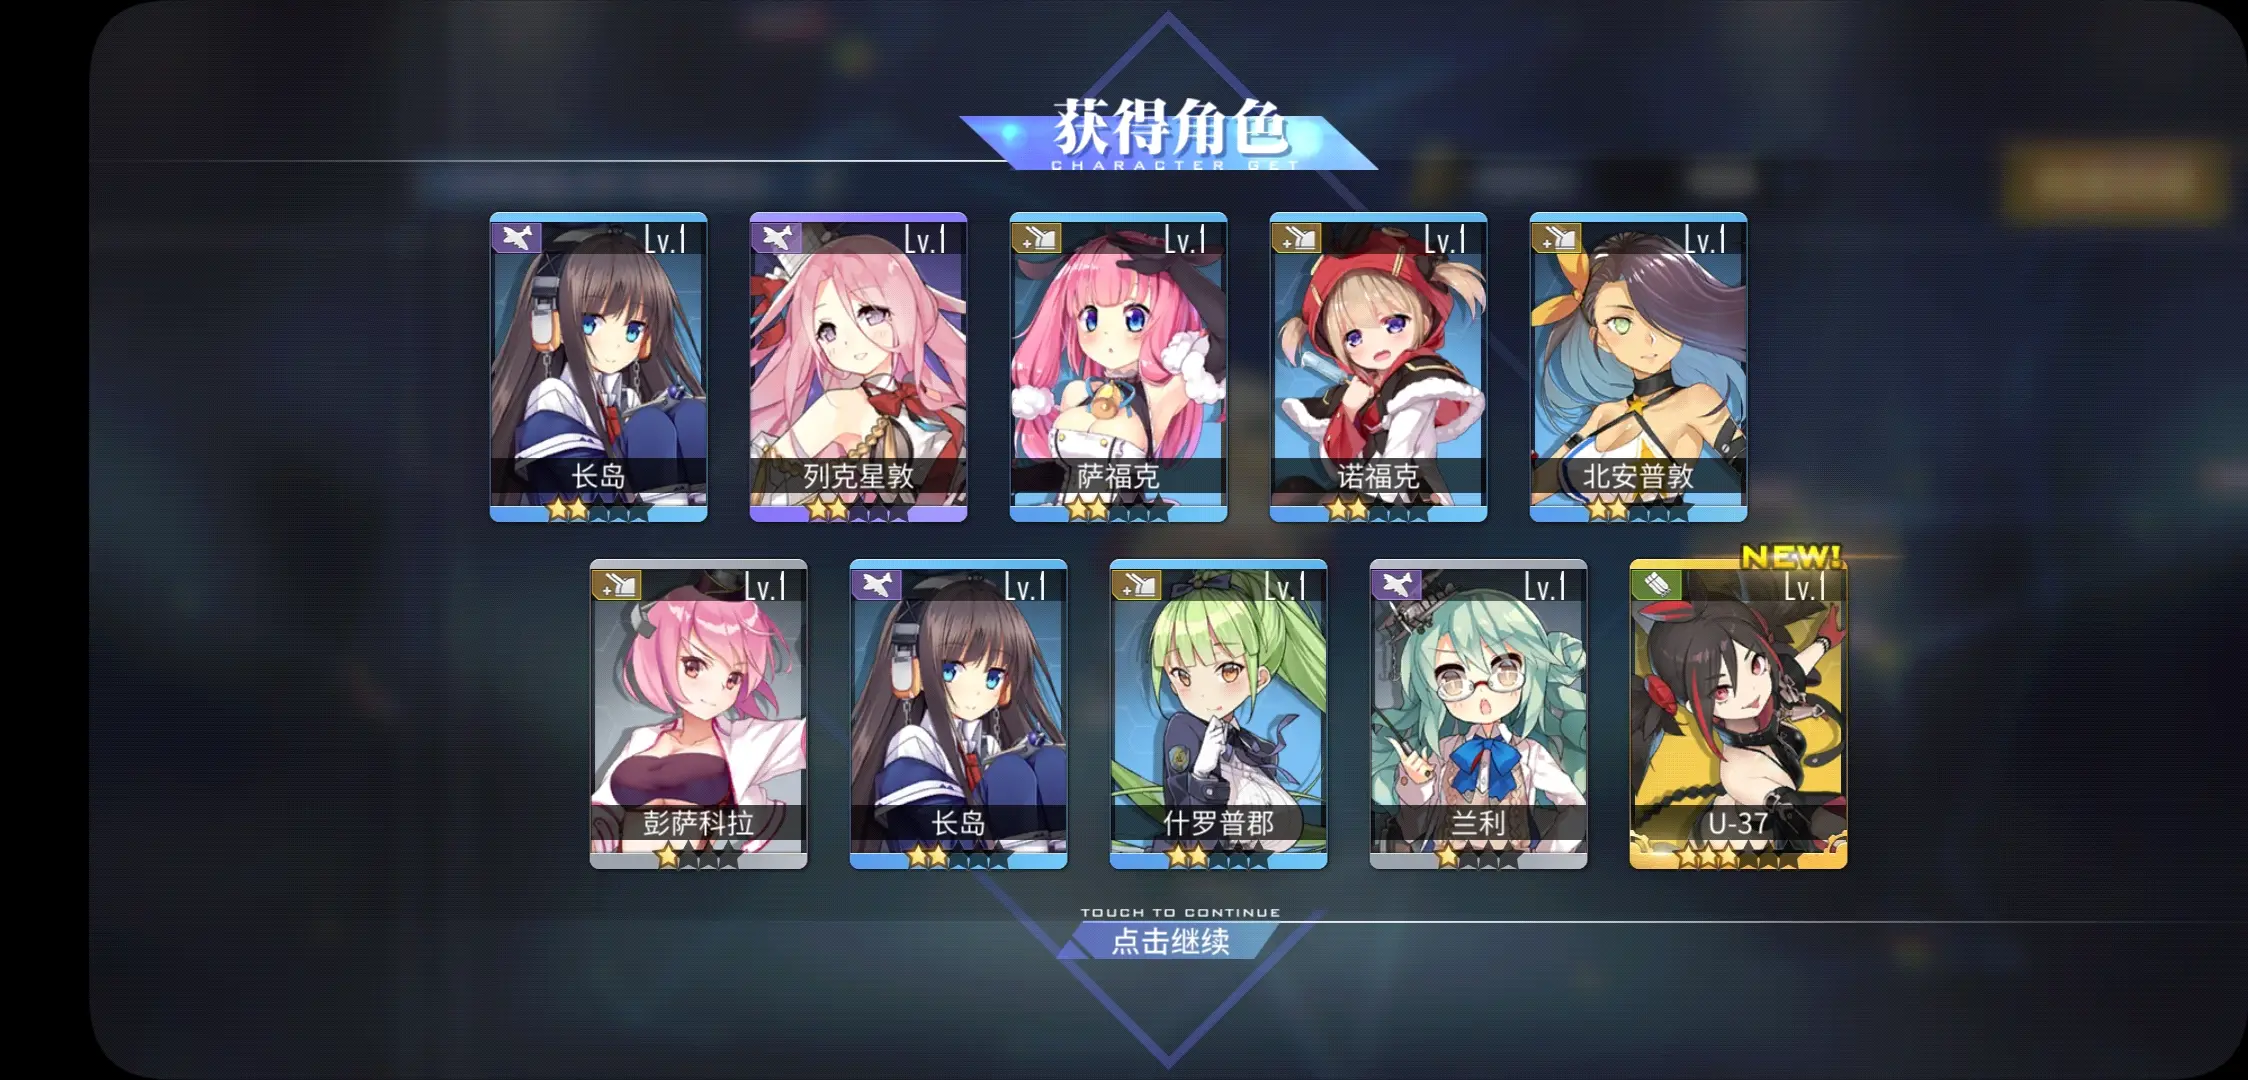 获得角色
CHARACTER GET
Lv.1
Lv.1
Lv.1
Lv.1
Lv.1
长岛
列克星敦
萨福克
诺福克
北安普敦
NEW!
Lv.1
Lv.1
Lv.1
Lv.1
Lv.1
彭萨科拉
长岛
什罗普郡
兰利
U-37
TOUCH TO CONTINUE
点击继续